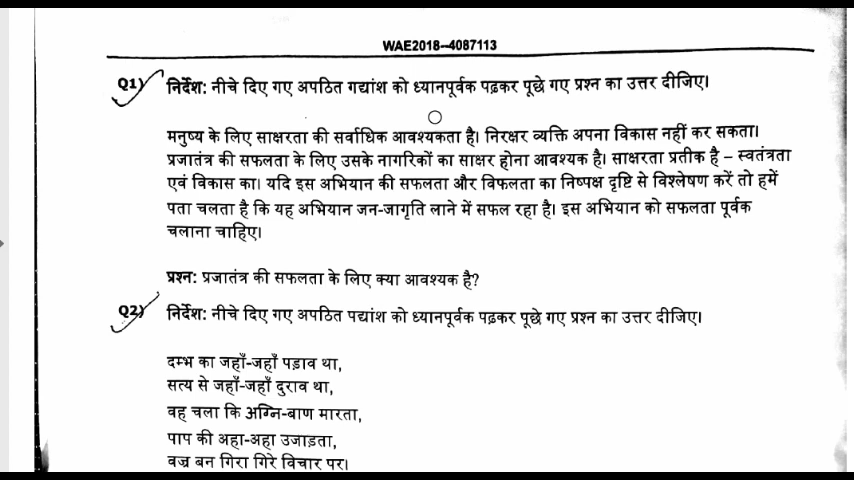 WAE2018--4087113
Q1) निर्देश: नीचे दिए गए अपठित गद्यांश को ध्यानपूर्वक पढ़कर पूछे गए प्रश्न का उत्तर दीजिए।
मनुष्य के लिए साक्षरता की सर्वाधिक आवश्यकता है। निरक्षर व्यक्ति अपना विकास नहीं कर सकता।
प्रजातंत्र की सफलता के लिए उसके नागरिकों का साक्षर होना आवश्यक है। साक्षरता प्रतीक है – स्वतंत्रता
एवं विकास का। यदि इस अभियान की सफलता और विफलता का निष्पक्ष दृष्टि से विश्लेषण करें तो हमें
पता चलता है कि यह अभियान जन-जागृति लाने में सफल रहा है। इस अभियान को सफलता पूर्वक
चलाना चाहिए।
प्रश्न: प्रजातंत्र की सफलता के लिए क्या आवश्यक है?
Q2) निर्देश: नीचे दिए गए अपठित पद्यांश को ध्यानपूर्वक पढ़कर पूछे गए प्रश्न का उत्तर दीजिए।
दम्भ का जहाँ-जहाँ पड़ाव था,
सत्य से जहाँ-जहाँ दुराव था,
वह चला कि अग्नि-बाण मारता,
पाप की अहा-अहा उजाड़ता,
वज्र बन गिरा गिरे विचार पर।